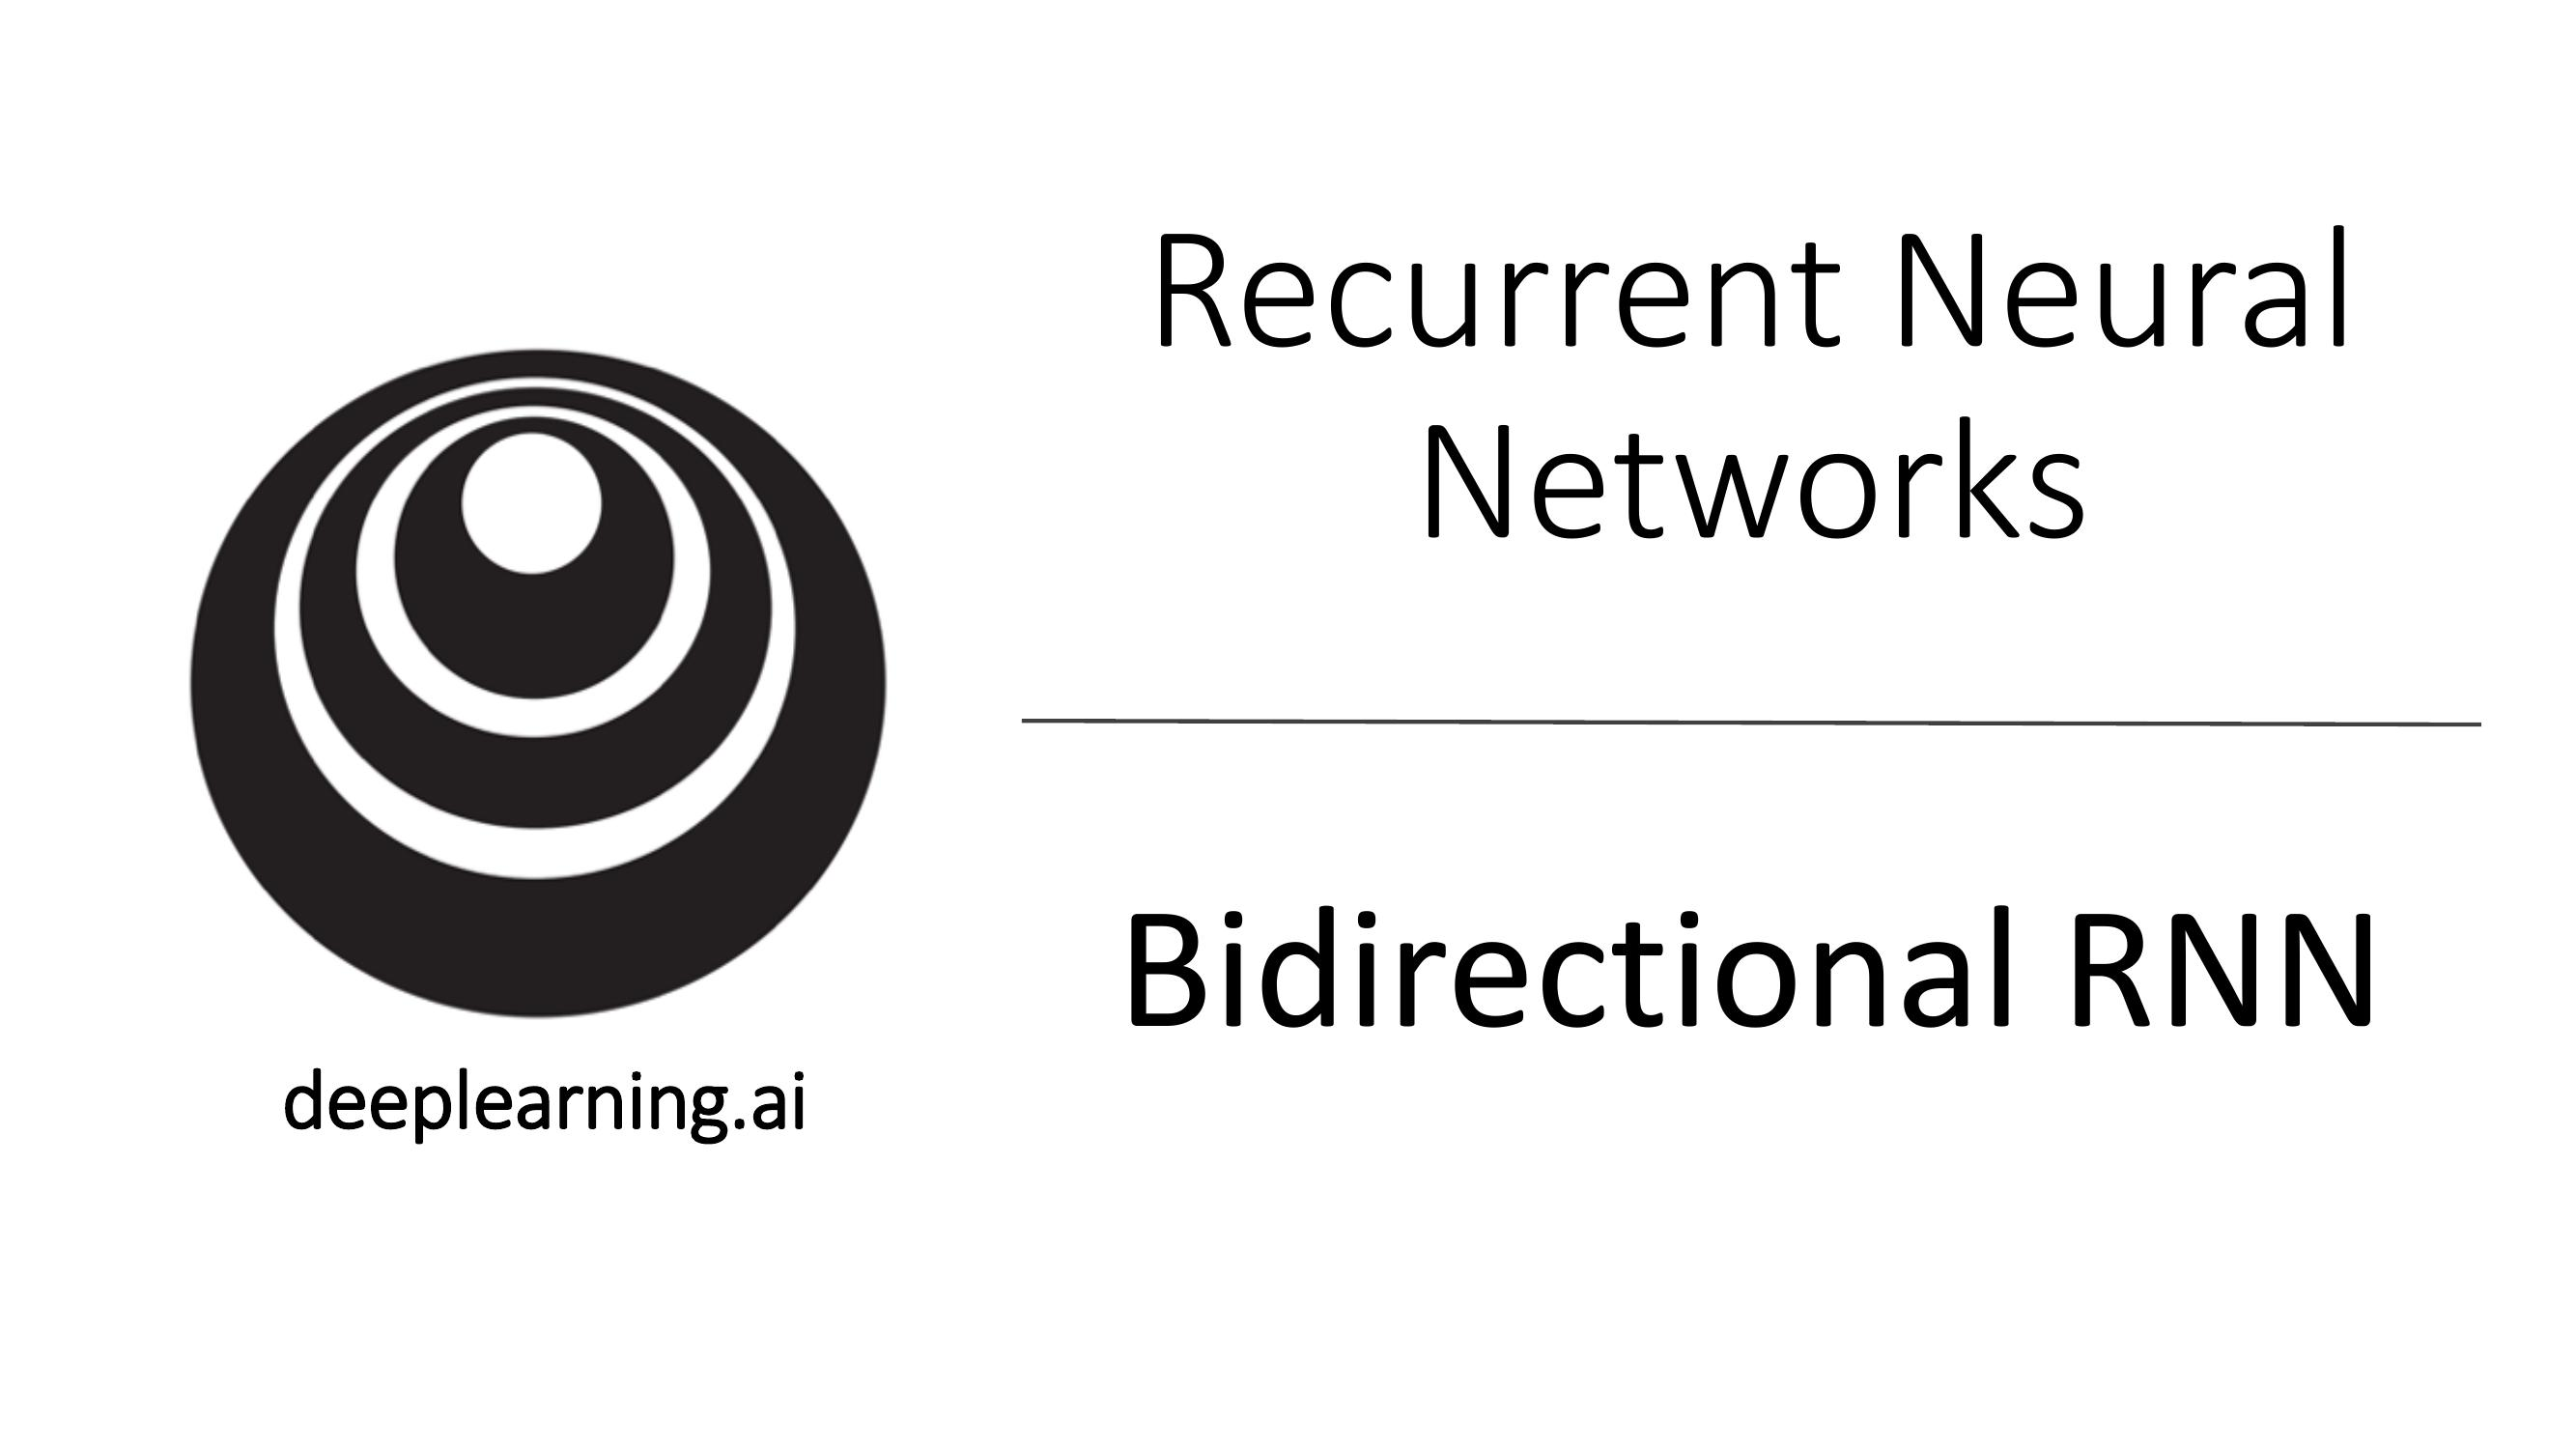 Recurrent Neural
Networks
Bidirectional RNN
deeplearning.ai